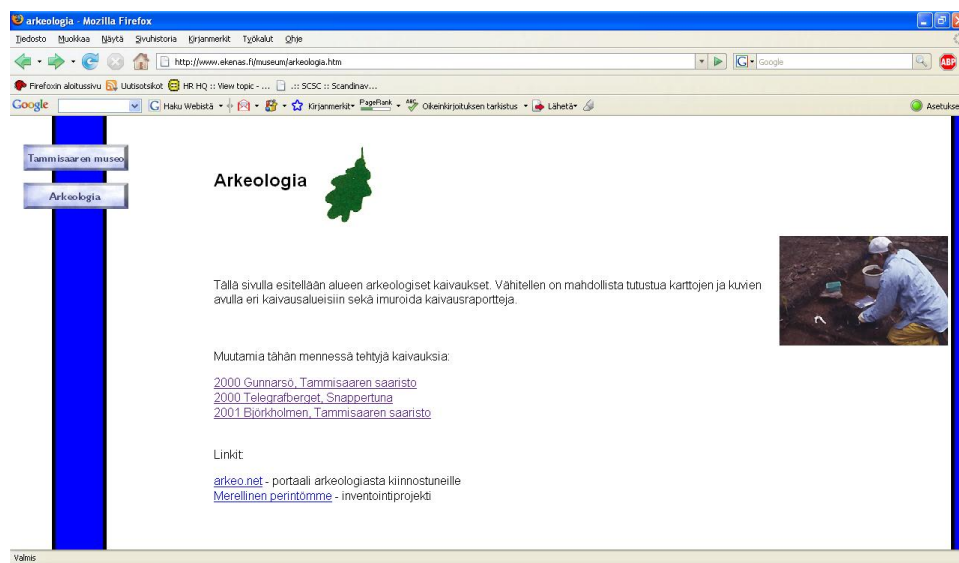 arkeologia - Mozilla Firefox
Tiedosto Muokkaa Näytä Sivuhistoria Kirjanmerkit Työkalut Ohje
http://www.ekenas.fi/museum/arkeologia.htm
G Google
ABP
Firefoxin aloitussivu Uutisotsikot HR HQ :: View topic - ... .:: SCSC :: Scandinav...
Google G Haku Webistä Kirjanmerkit PageRank ABC Oikeinkirjoituksen tarkistus Lähetä Asetukse
Tammisaaren museo
Arkeologia
Arkeologia
Tällä sivulla esitellään alueen arkeologiset kaivaukset. Vähitellen on mahdollista tutustua karttojen ja kuvien
avulla eri kaivausalueisiin sekä imuroida kaivausraportteja.
Muutamia tähän mennessä tehtyjä kaivauksia:
2000 Gunnarsö, Tammisaaren saaristo
2000 Telegrafberget, Snappertuna
2001 Björkholmen, Tammisaaren saaristo
Linkit:
arkeo.net - portaali arkeologiasta kiinnostuneille
Merellinen perintömme - inventointiprojekti
Valmis